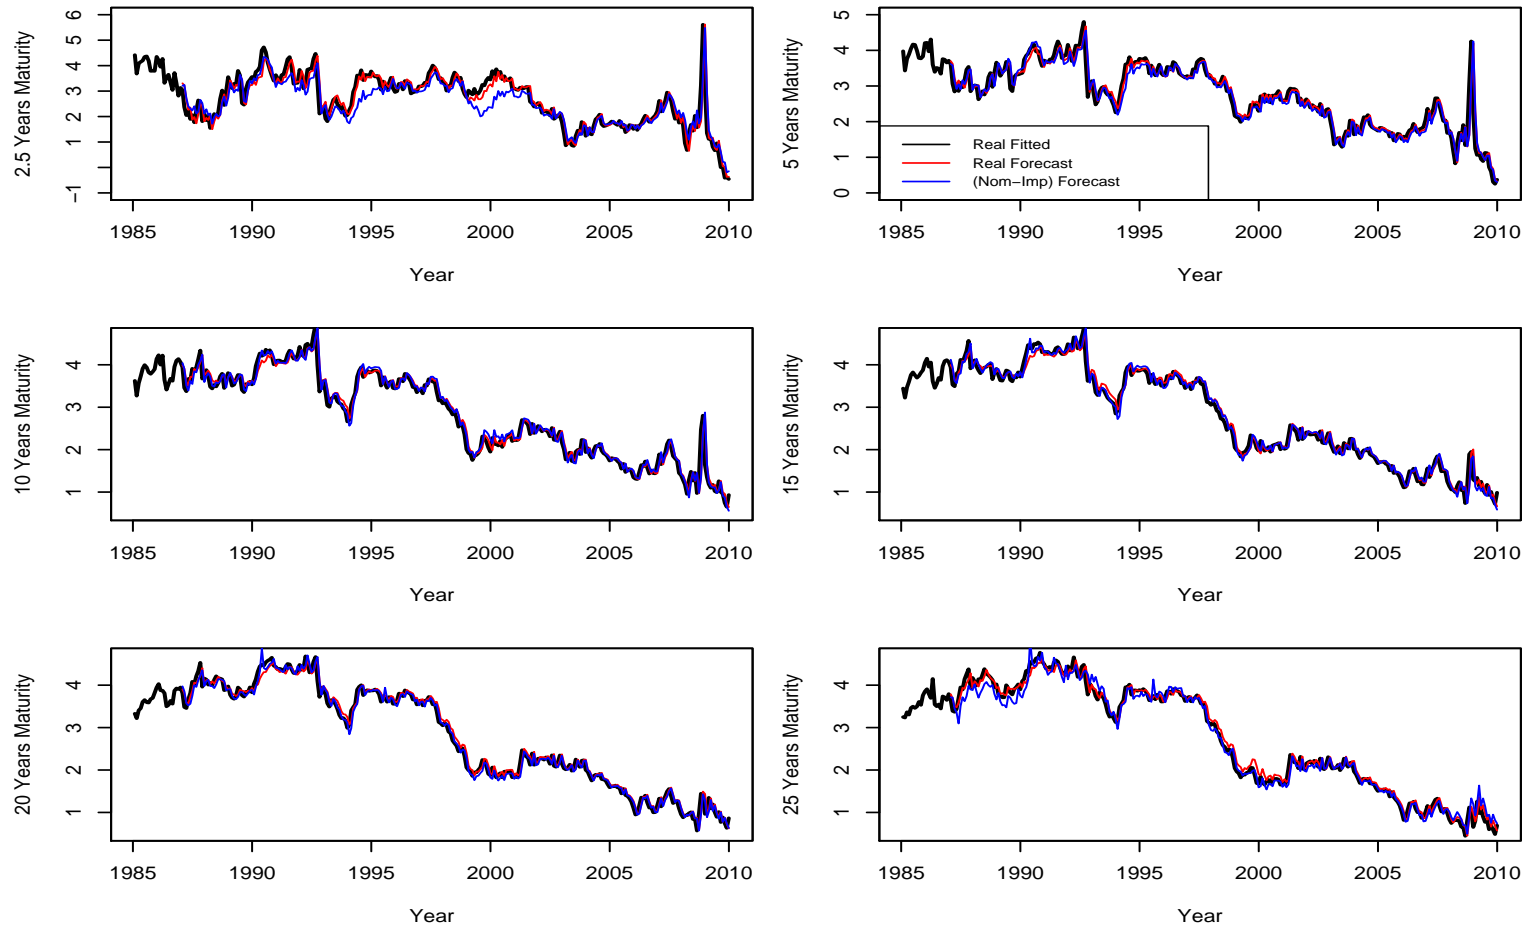 2.5 Years Maturity
6
5
4
3
2
1
−1
1985 1990 1995 2000 2005 2010
Year
5 Years Maturity
5
4
3
2
1
0
Real Fitted
Real Forecast
(Nom−Imp) Forecast
1985 1990 1995 2000 2005 2010
Year
10 Years Maturity
4
3
2
1
1985 1990 1995 2000 2005 2010
Year
15 Years Maturity
4
3
2
1
1985 1990 1995 2000 2005 2010
Year
20 Years Maturity
4
3
2
1
1985 1990 1995 2000 2005 2010
Year
25 Years Maturity
4
3
2
1
1985 1990 1995 2000 2005 2010
Year